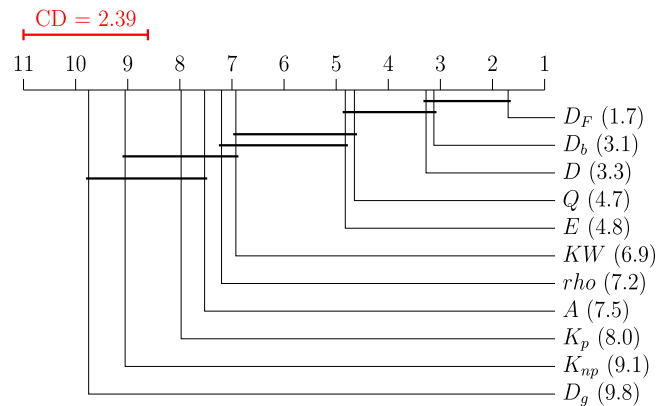 CD = 2.39
11 10 9 8 7 6 5 4 3 2 1
D_F (1.7)
D_b (3.1)
D (3.3)
Q (4.7)
E (4.8)
KW (6.9)
rho (7.2)
A (7.5)
K_p (8.0)
K_np (9.1)
D_g (9.8)